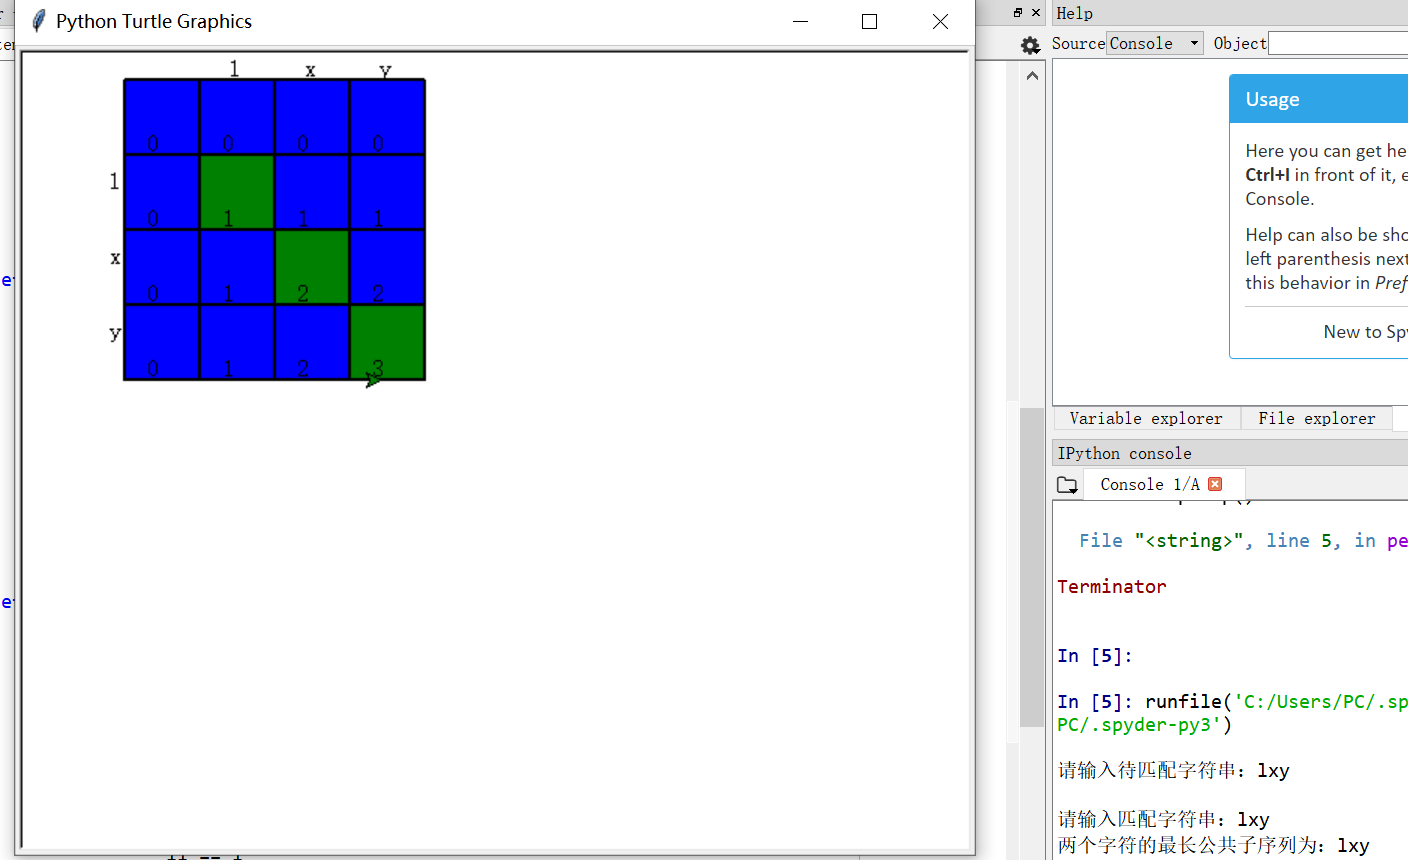 Python Turtle Graphics
l x y
0 0 0 0
l
0 1 1 1
x
0 1 2 2
y
0 1 2 3
Help
Source Console Object
Usage
Here you can get he
Ctrl+I in front of it, e
Console.
Help can also be sho
left parenthesis next
this behavior in Pref
New to Spy
Variable explorer File explorer
IPython console
Console 1/A
File "<string>", line 5, in pe
Terminator
In [5]:
In [5]: runfile('C:/Users/PC/.sp
PC/.spyder-py3')
请输入待匹配字符串：lxy
请输入匹配字符串：lxy
两个字符的最长公共子序列为：lxy